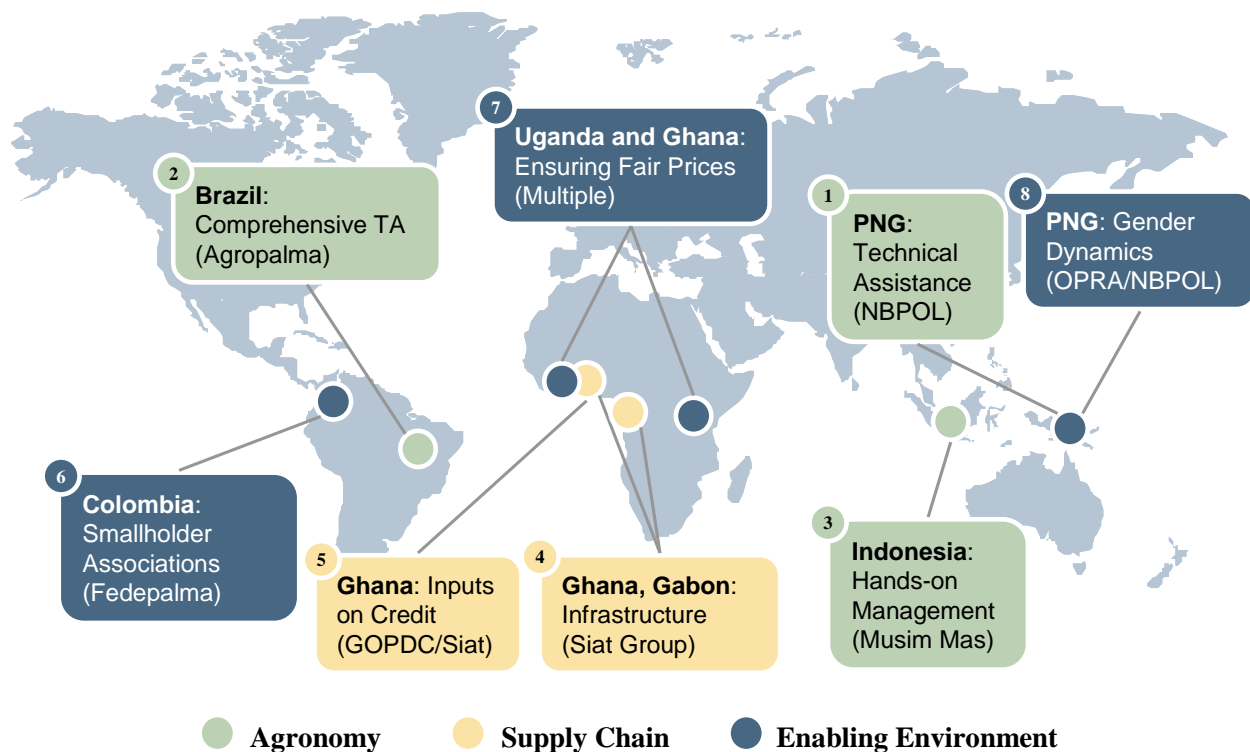 7
Uganda and Ghana:
Ensuring Fair Prices
(Multiple)
2
Brazil:
Comprehensive TA
(Agropalma)
1
PNG:
Technical
Assistance
(NBPOL)
8
PNG: Gender
Dynamics
(OPRA/NBPOL)
6
Colombia:
Smallholder
Associations
(Fedepalma)
5
Ghana: Inputs
on Credit
(GOPDC/Siat)
4
Ghana, Gabon:
Infrastructure
(Siat Group)
3
Indonesia:
Hands-on
Management
(Musim Mas)
Agronomy
Supply Chain
Enabling Environment